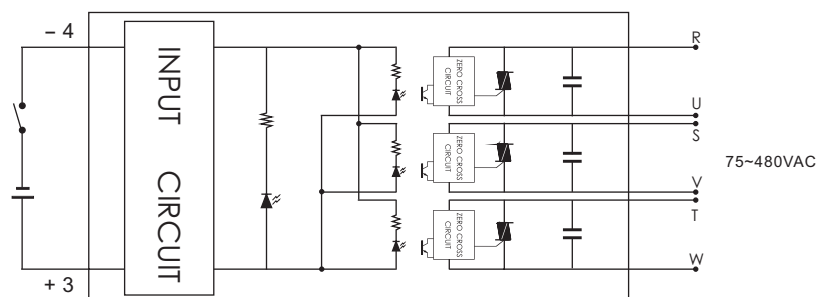 − 4
INPUT CIRCUIT
+ 3
ZERO CROSS
CIRCUIT
ZERO CROSS
CIRCUIT
ZERO CROSS
CIRCUIT
R
U
S
V
T
W
75~480VAC